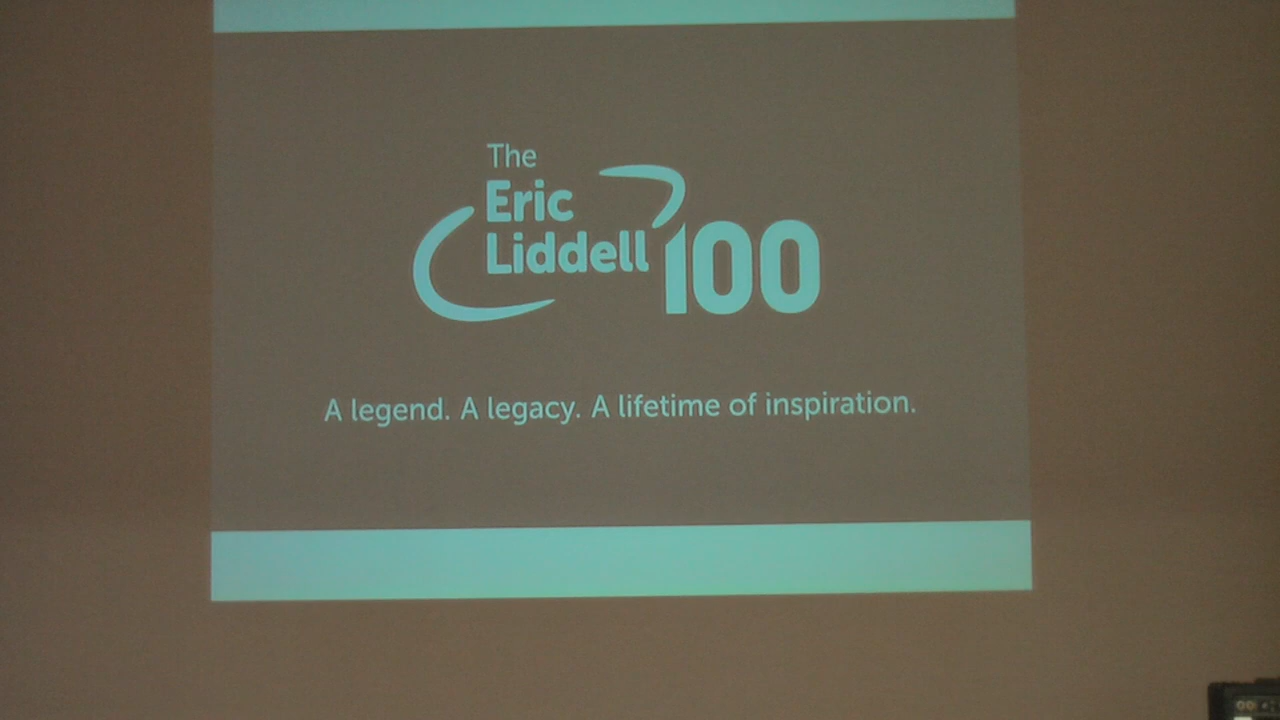 The
Eric
Liddell 100
A legend. A legacy. A lifetime of inspiration.